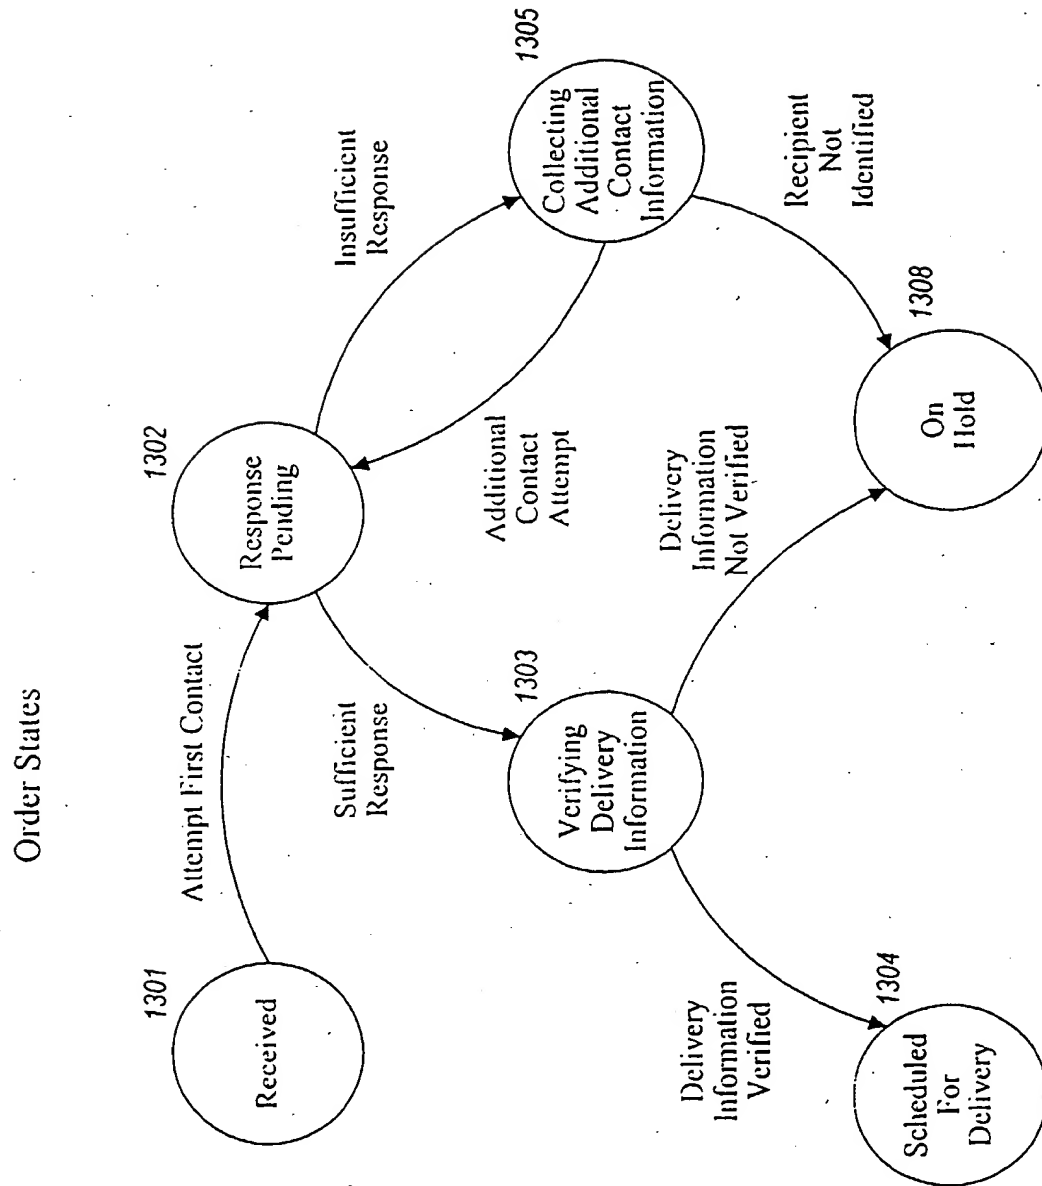 Order States
1301
Received
Attempt First Contact
1302
Response
Pending
Insufficient
Response
1305
Collecting
Additional
Contact
Information
Sufficient
Response
Additional
Contact
Attempt
1303
Verifying
Delivery
Information
Recipient
Not
Identified
Delivery
Information
Verified
Delivery
Information
Not Verified
1304
Scheduled
For
Delivery
1308
On
Hold